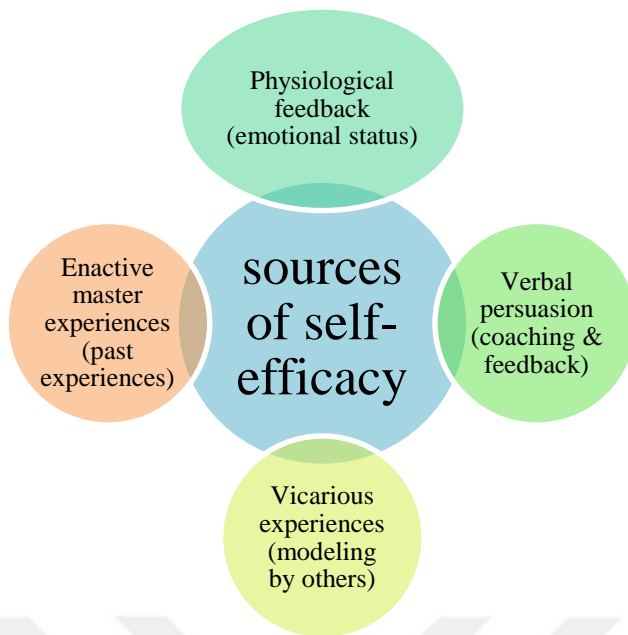 Physiological
feedback
(emotional status)
Enactive
master
experiences
(past
experiences)
sources
of self-
efficacy
Verbal
persuasion
(coaching &
feedback)
Vicarious
experiences
(modeling
by others)